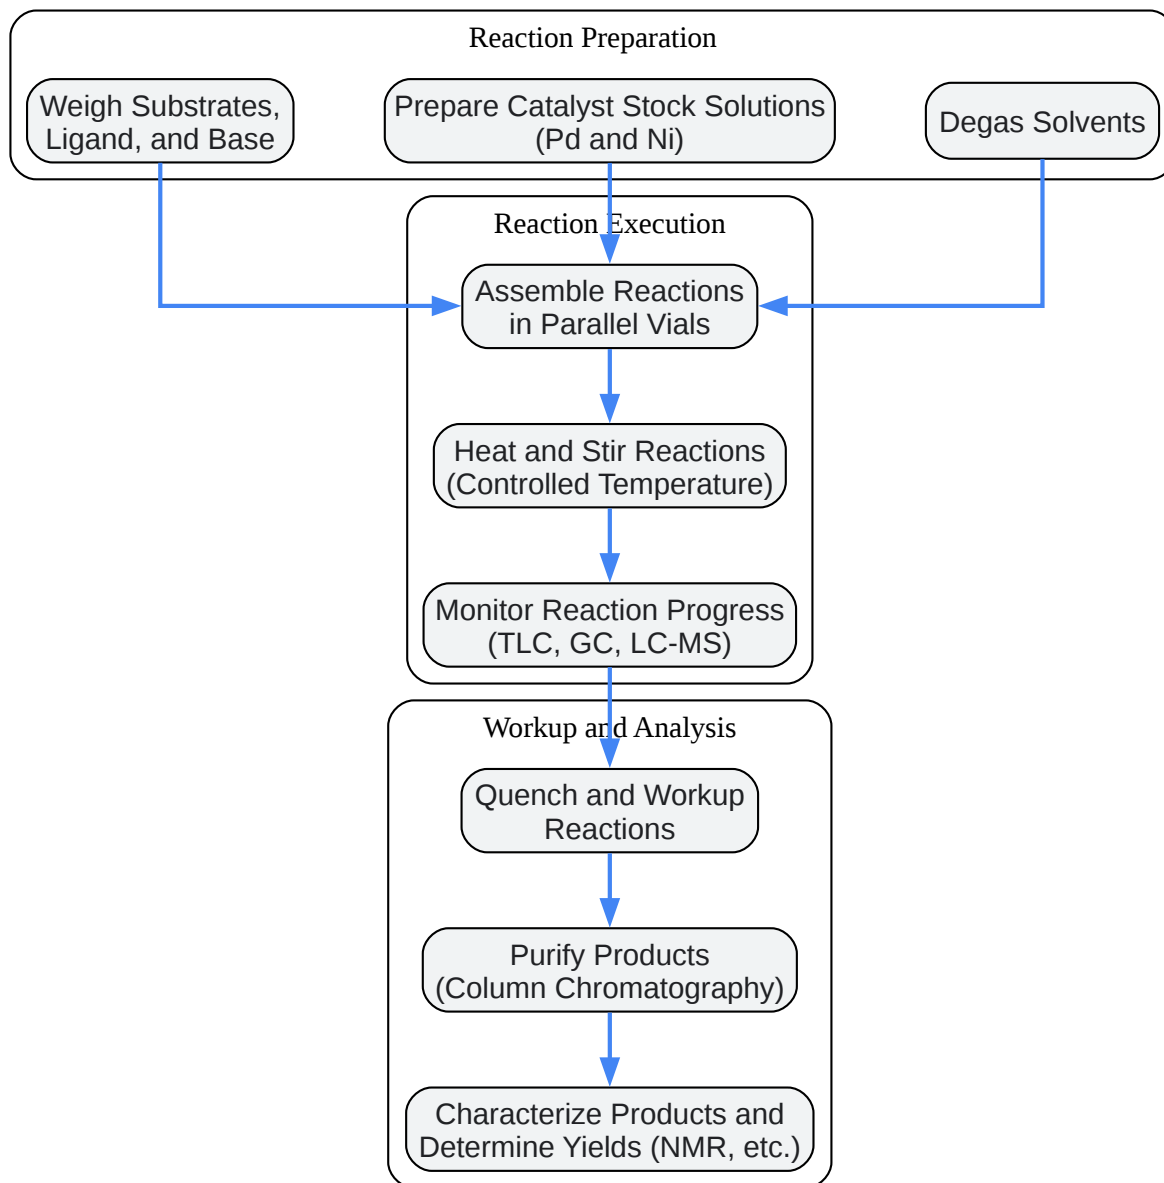 Reaction Preparation
Weigh Substrates,
Ligand, and Base
Prepare Catalyst Stock Solutions
(Pd and Ni)
Degas Solvents
Reaction Execution
Assemble Reactions
in Parallel Vials
Heat and Stir Reactions
(Controlled Temperature)
Monitor Reaction Progress
(TLC, GC, LC-MS)
Workup and Analysis
Quench and Workup
Reactions
Purify Products
(Column Chromatography)
Characterize Products and
Determine Yields (NMR, etc.)